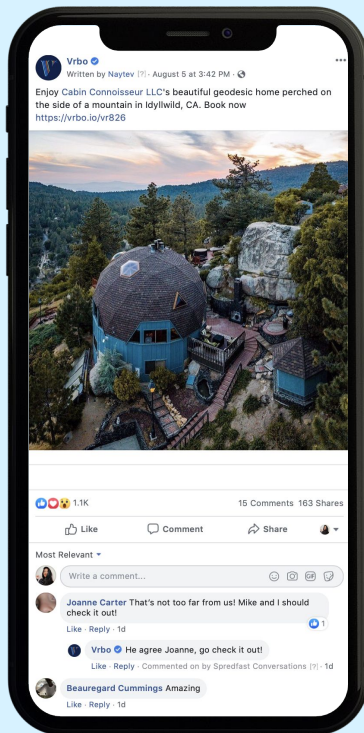 Vrbo
Written by Naytev [?] · August 5 at 3:42 PM ·
Enjoy Cabin Connoisseur LLC's beautiful geodesic home perched on
the side of a mountain in Idyllwild, CA. Book now
https://vrbo.io/vr826
1.1K
15 Comments 163 Shares
Like
Comment
Share
Most Relevant
Write a comment...
GIF
Joanne Carter That's not too far from us! Mike and I should
check it out!
1
Like · Reply · 1d
Vrbo He agree Joanne, go check it out!
Like · Reply · Commented on by Spredfast Conversations [?] · 1d
Beauregard Cummings Amazing
Like · Reply · 1d